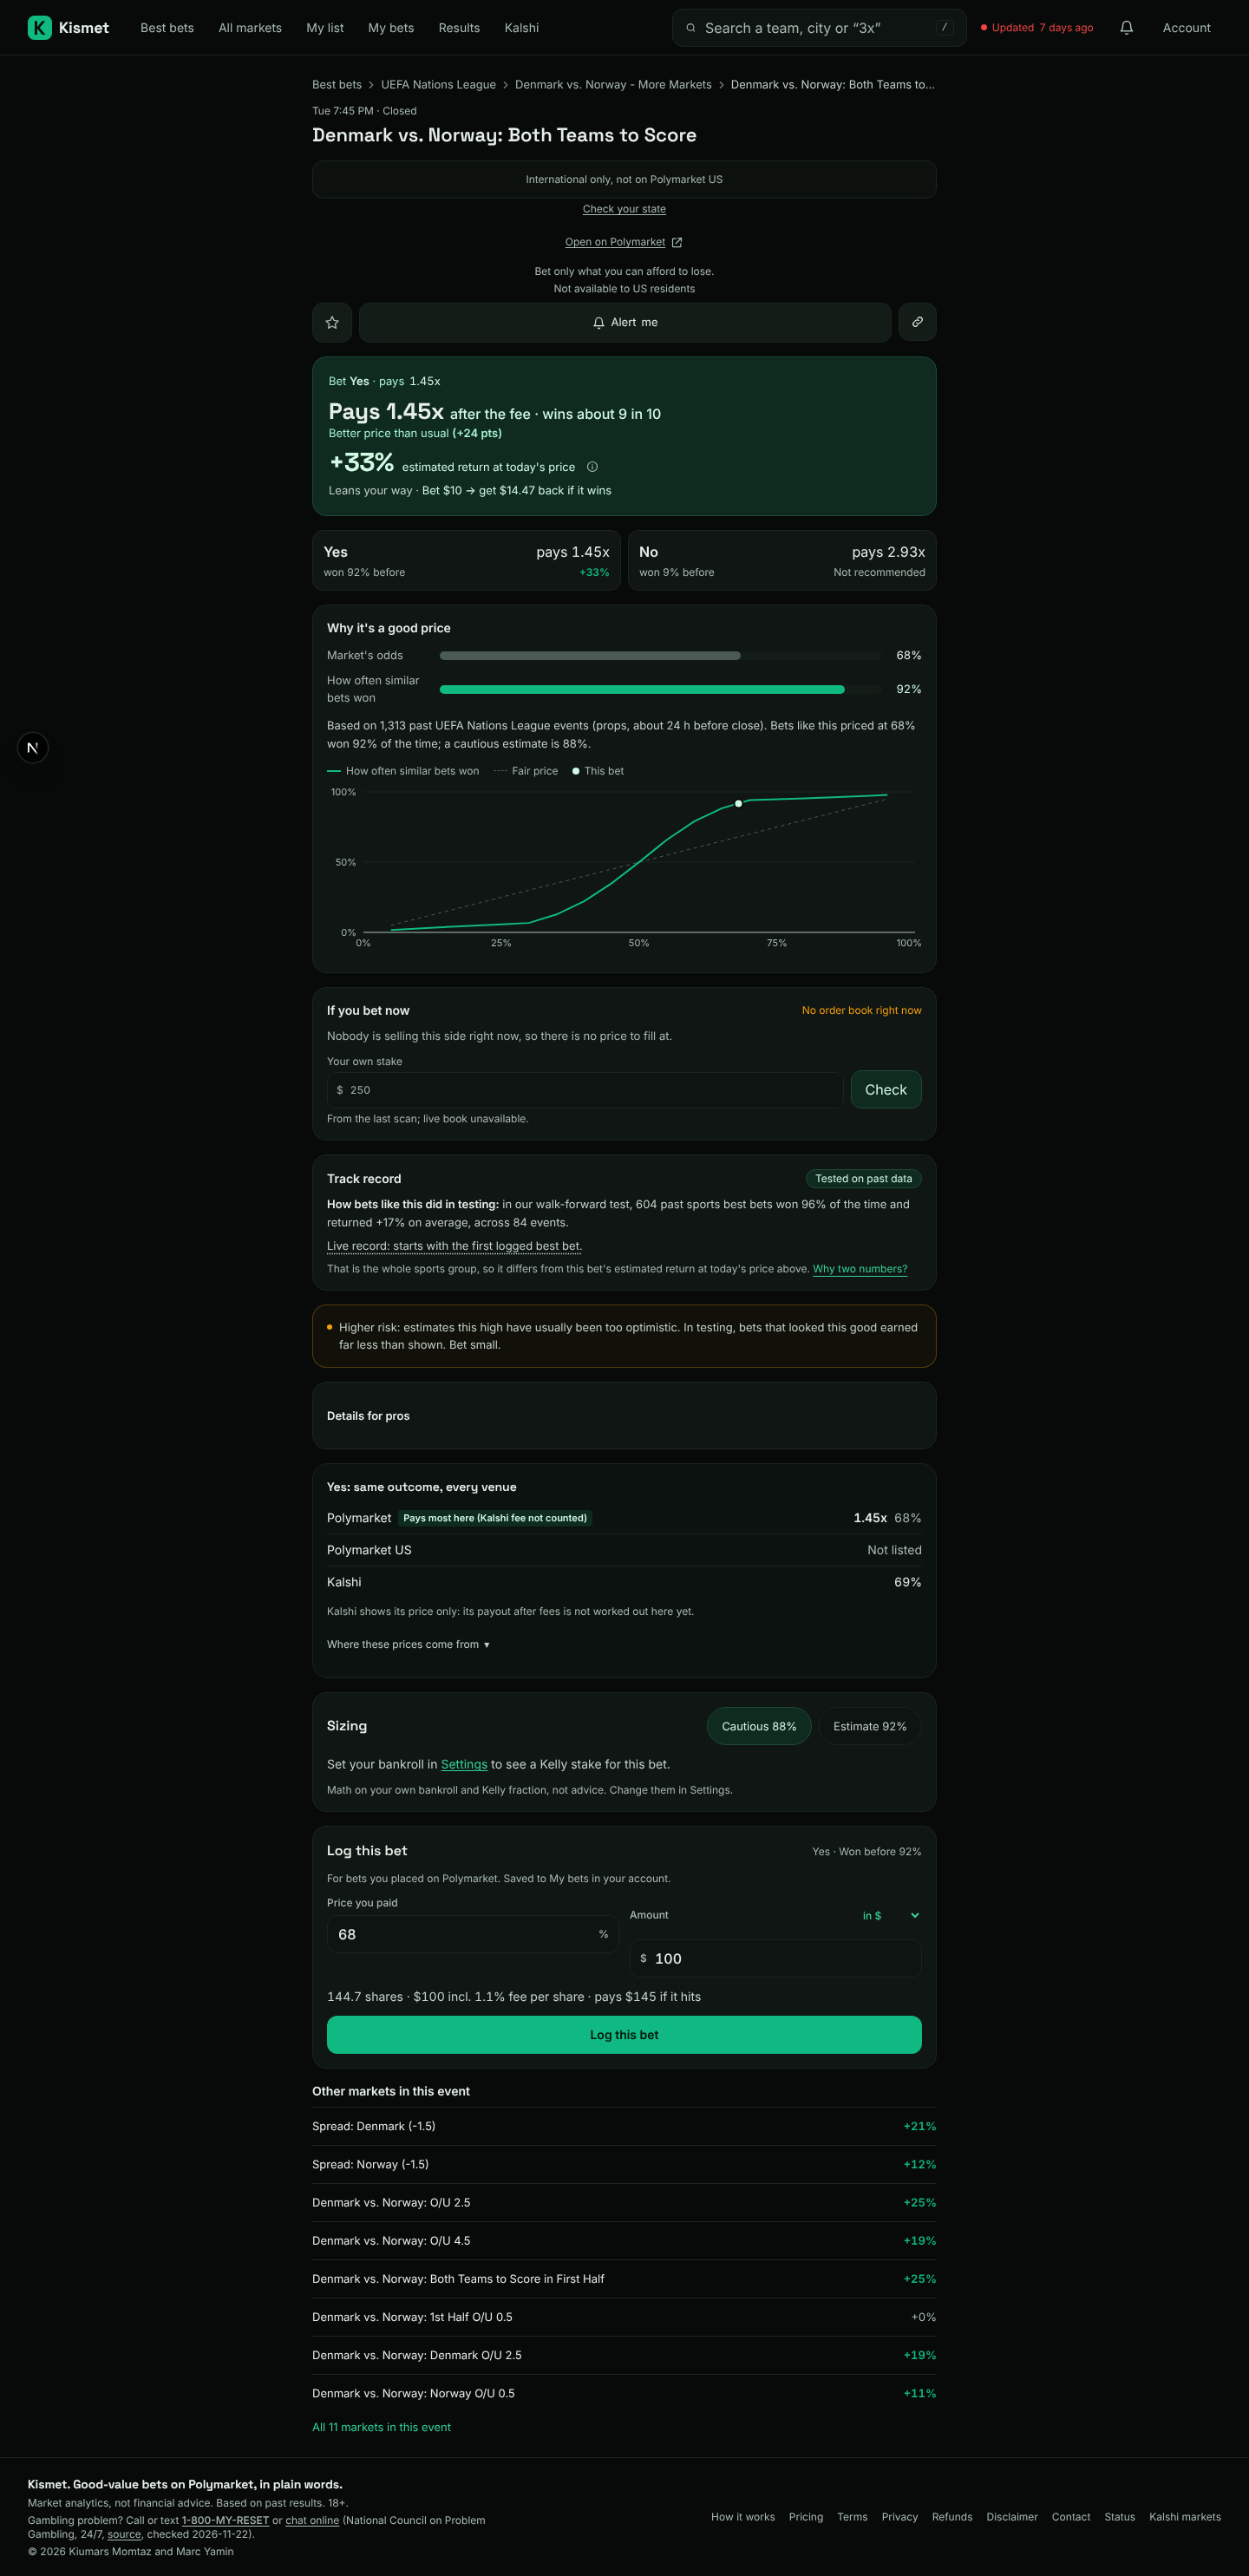 Kismet
Best bets
All markets
My list
My bets
Results
Kalshi
Search a team, city or “3x”
/
Updated 7 days ago
Account
Best bets > UEFA Nations League > Denmark vs. Norway - More Markets > Denmark vs. Norway: Both Teams to...
Tue 7:45 PM · Closed
Denmark vs. Norway: Both Teams to Score
International only, not on Polymarket US
Check your state
Open on Polymarket
Bet only what you can afford to lose.
Not available to US residents
Alert me
Bet Yes · pays 1.45x
Pays 1.45x after the fee · wins about 9 in 10
Better price than usual (+24 pts)
+33% estimated return at today's price
Leans your way · Bet $10 → get $14.47 back if it wins
Yes pays 1.45x
won 92% before +33%
No pays 2.93x
won 9% before Not recommended
Why it's a good price
Market's odds 68%
How often similar
bets won 92%
Based on 1,313 past UEFA Nations League events (props, about 24 h before close). Bets like this priced at 68%
won 92% of the time; a cautious estimate is 88%.
How often similar bets won Fair price This bet
100%
50%
0%
0% 25% 50% 75% 100%
If you bet now No order book right now
Nobody is selling this side right now, so there is no price to fill at.
Your own stake
$ 250 Check
From the last scan; live book unavailable.
Track record Tested on past data
How bets like this did in testing: in our walk-forward test, 604 past sports best bets won 96% of the time and
returned +17% on average, across 84 events.
Live record: starts with the first logged best bet.
That is the whole sports group, so it differs from this bet's estimated return at today's price above. Why two numbers?
Higher risk: estimates this high have usually been too optimistic. In testing, bets that looked this good earned
far less than shown. Bet small.
Details for pros
Yes: same outcome, every venue
Polymarket Pays most here (Kalshi fee not counted) 1.45x 68%
Polymarket US Not listed
Kalshi 69%
Kalshi shows its price only: its payout after fees is not worked out here yet.
Where these prices come from ▾
Sizing Cautious 88% Estimate 92%
Set your bankroll in Settings to see a Kelly stake for this bet.
Math on your own bankroll and Kelly fraction, not advice. Change them in Settings.
Log this bet Yes · Won before 92%
For bets you placed on Polymarket. Saved to My bets in your account.
Price you paid
68 %
Amount in $
$ 100
144.7 shares · $100 incl. 1.1% fee per share · pays $145 if it hits
Log this bet
Other markets in this event
Spread: Denmark (-1.5) +21%
Spread: Norway (-1.5) +12%
Denmark vs. Norway: O/U 2.5 +25%
Denmark vs. Norway: O/U 4.5 +19%
Denmark vs. Norway: Both Teams to Score in First Half +25%
Denmark vs. Norway: 1st Half O/U 0.5 +0%
Denmark vs. Norway: Denmark O/U 2.5 +19%
Denmark vs. Norway: Norway O/U 0.5 +11%
All 11 markets in this event
Kismet. Good-value bets on Polymarket, in plain words.
Market analytics, not financial advice. Based on past results. 18+.
Gambling problem? Call or text 1-800-MY-RESET or chat online (National Council on Problem
Gambling, 24/7, source, checked 2026-11-22).
© 2026 Kiumars Momtaz and Marc Yamin
How it works Pricing Terms Privacy Refunds Disclaimer Contact Status Kalshi markets